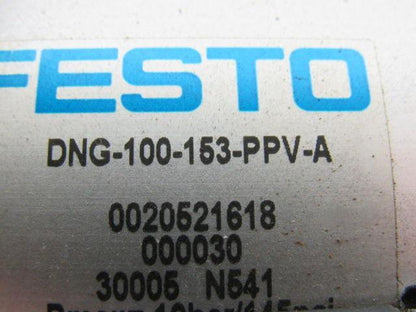 FESTO
DNG-100-153-PPV-A
0020521618
000030
30005 N541